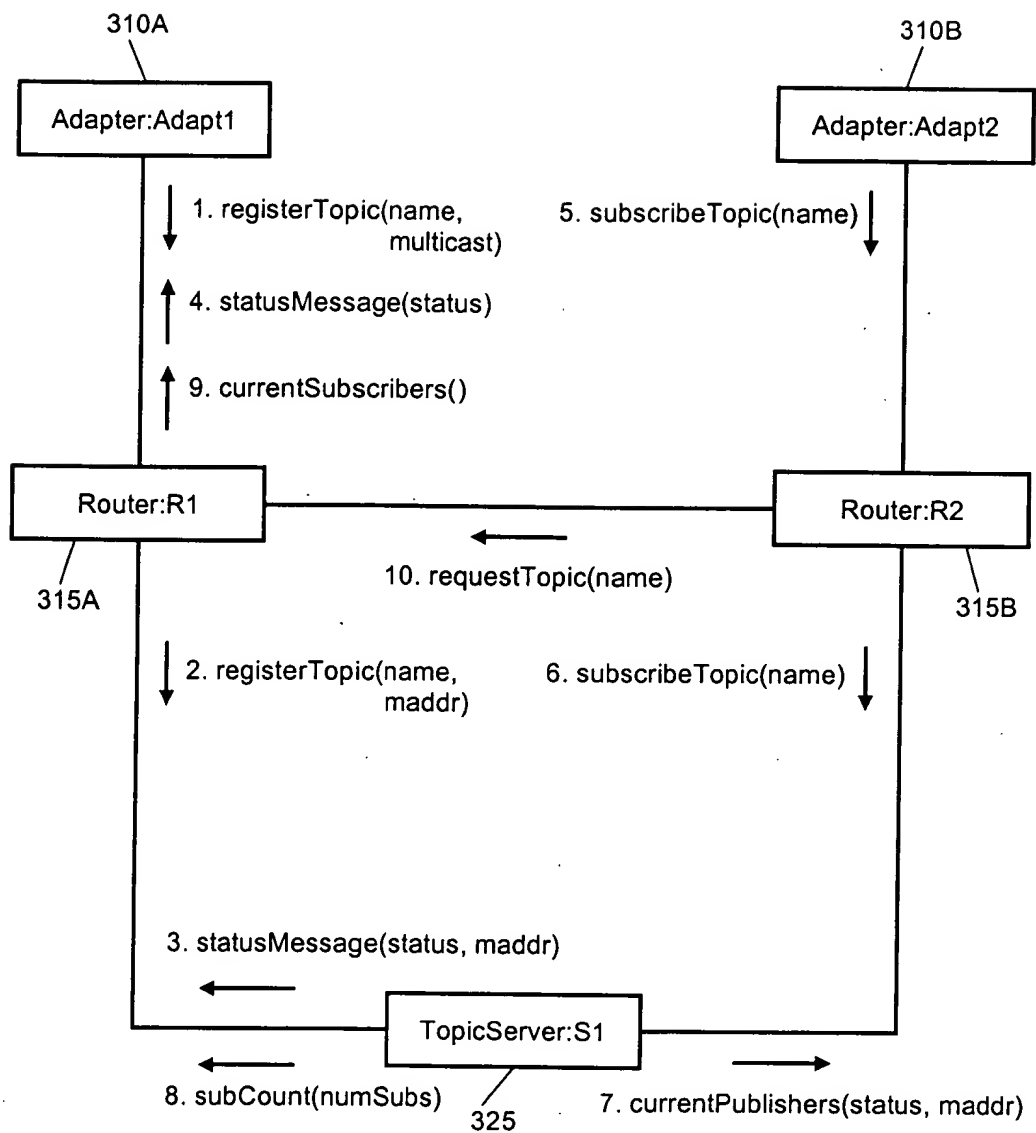 310A
310B
Adapter:Adapt1
Adapter:Adapt2
1. registerTopic(name,
multicast)
5. subscribeTopic(name)
4. statusMessage(status)
9. currentSubscribers()
Router:R1
Router:R2
10. requestTopic(name)
315A
315B
2. registerTopic(name,
maddr)
6. subscribeTopic(name)
3. statusMessage(status, maddr)
TopicServer:S1
8. subCount(numSubs)
325
7. currentPublishers(status, maddr)